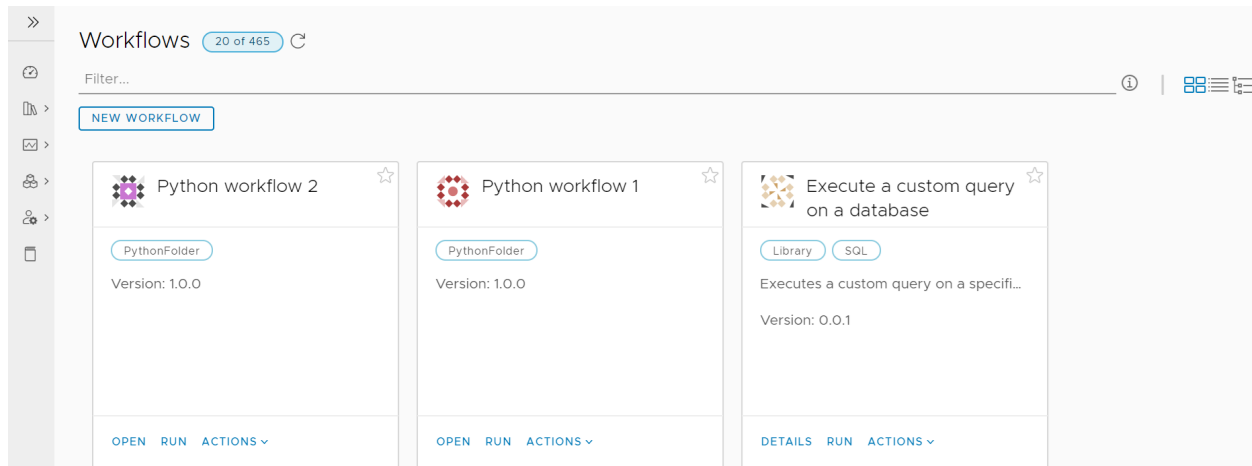 Workflows 20 of 465
Filter...
NEW WORKFLOW
Python workflow 2
PythonFolder
Version: 1.0.0
OPEN RUN ACTIONS
Python workflow 1
PythonFolder
Version: 1.0.0
OPEN RUN ACTIONS
Execute a custom query
on a database
Library SQL
Executes a custom query on a specifi...
Version: 0.0.1
DETAILS RUN ACTIONS